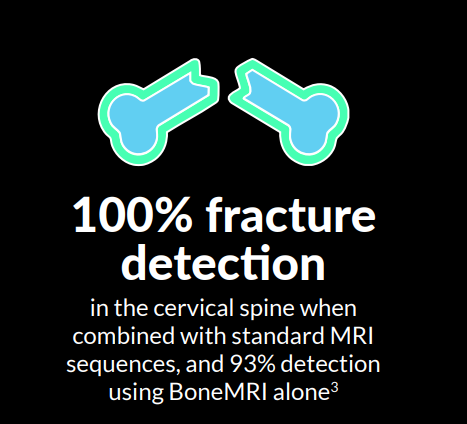 100% fracture
detection
in the cervical spine when
combined with standard MRI
sequences, and 93% detection
using BoneMRI alone³